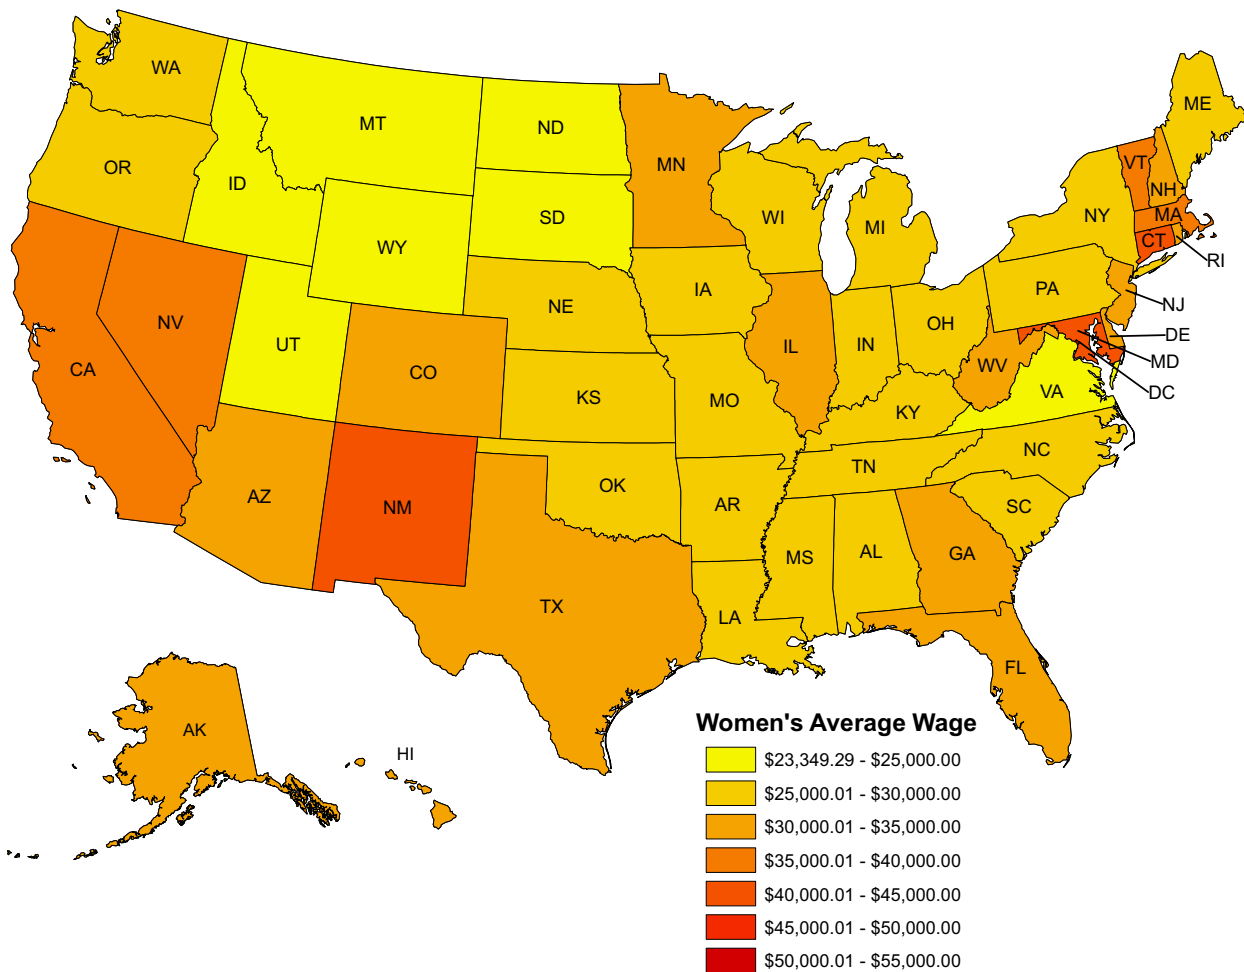 WA
MT
ND
ME
OR
ID
MN
VT
NH
SD
WI
MI
NY
MA
WY
CT
RI
IA
PA
NE
NJ
NV
OH
UT
IL
IN
DE
CA
CO
WV
MD
KS
MO
VA
DC
KY
NC
TN
AZ
OK
NM
AR
SC
MS
AL
GA
TX
LA
FL
AK
HI
Women's Average Wage
$23,349.29 - $25,000.00
$25,000.01 - $30,000.00
$30,000.01 - $35,000.00
$35,000.01 - $40,000.00
$40,000.01 - $45,000.00
$45,000.01 - $50,000.00
$50,000.01 - $55,000.00